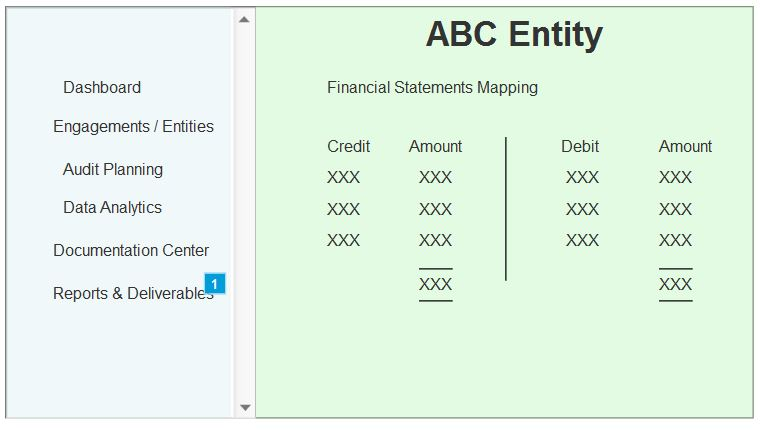 Dashboard
Engagements / Entities
Audit Planning
Data Analytics
Documentation Center
Reports & Deliverables
1
ABC Entity
Financial Statements Mapping
Credit Amount Debit Amount
XXX XXX XXX XXX
XXX XXX XXX XXX
XXX XXX XXX XXX
XXX XXX